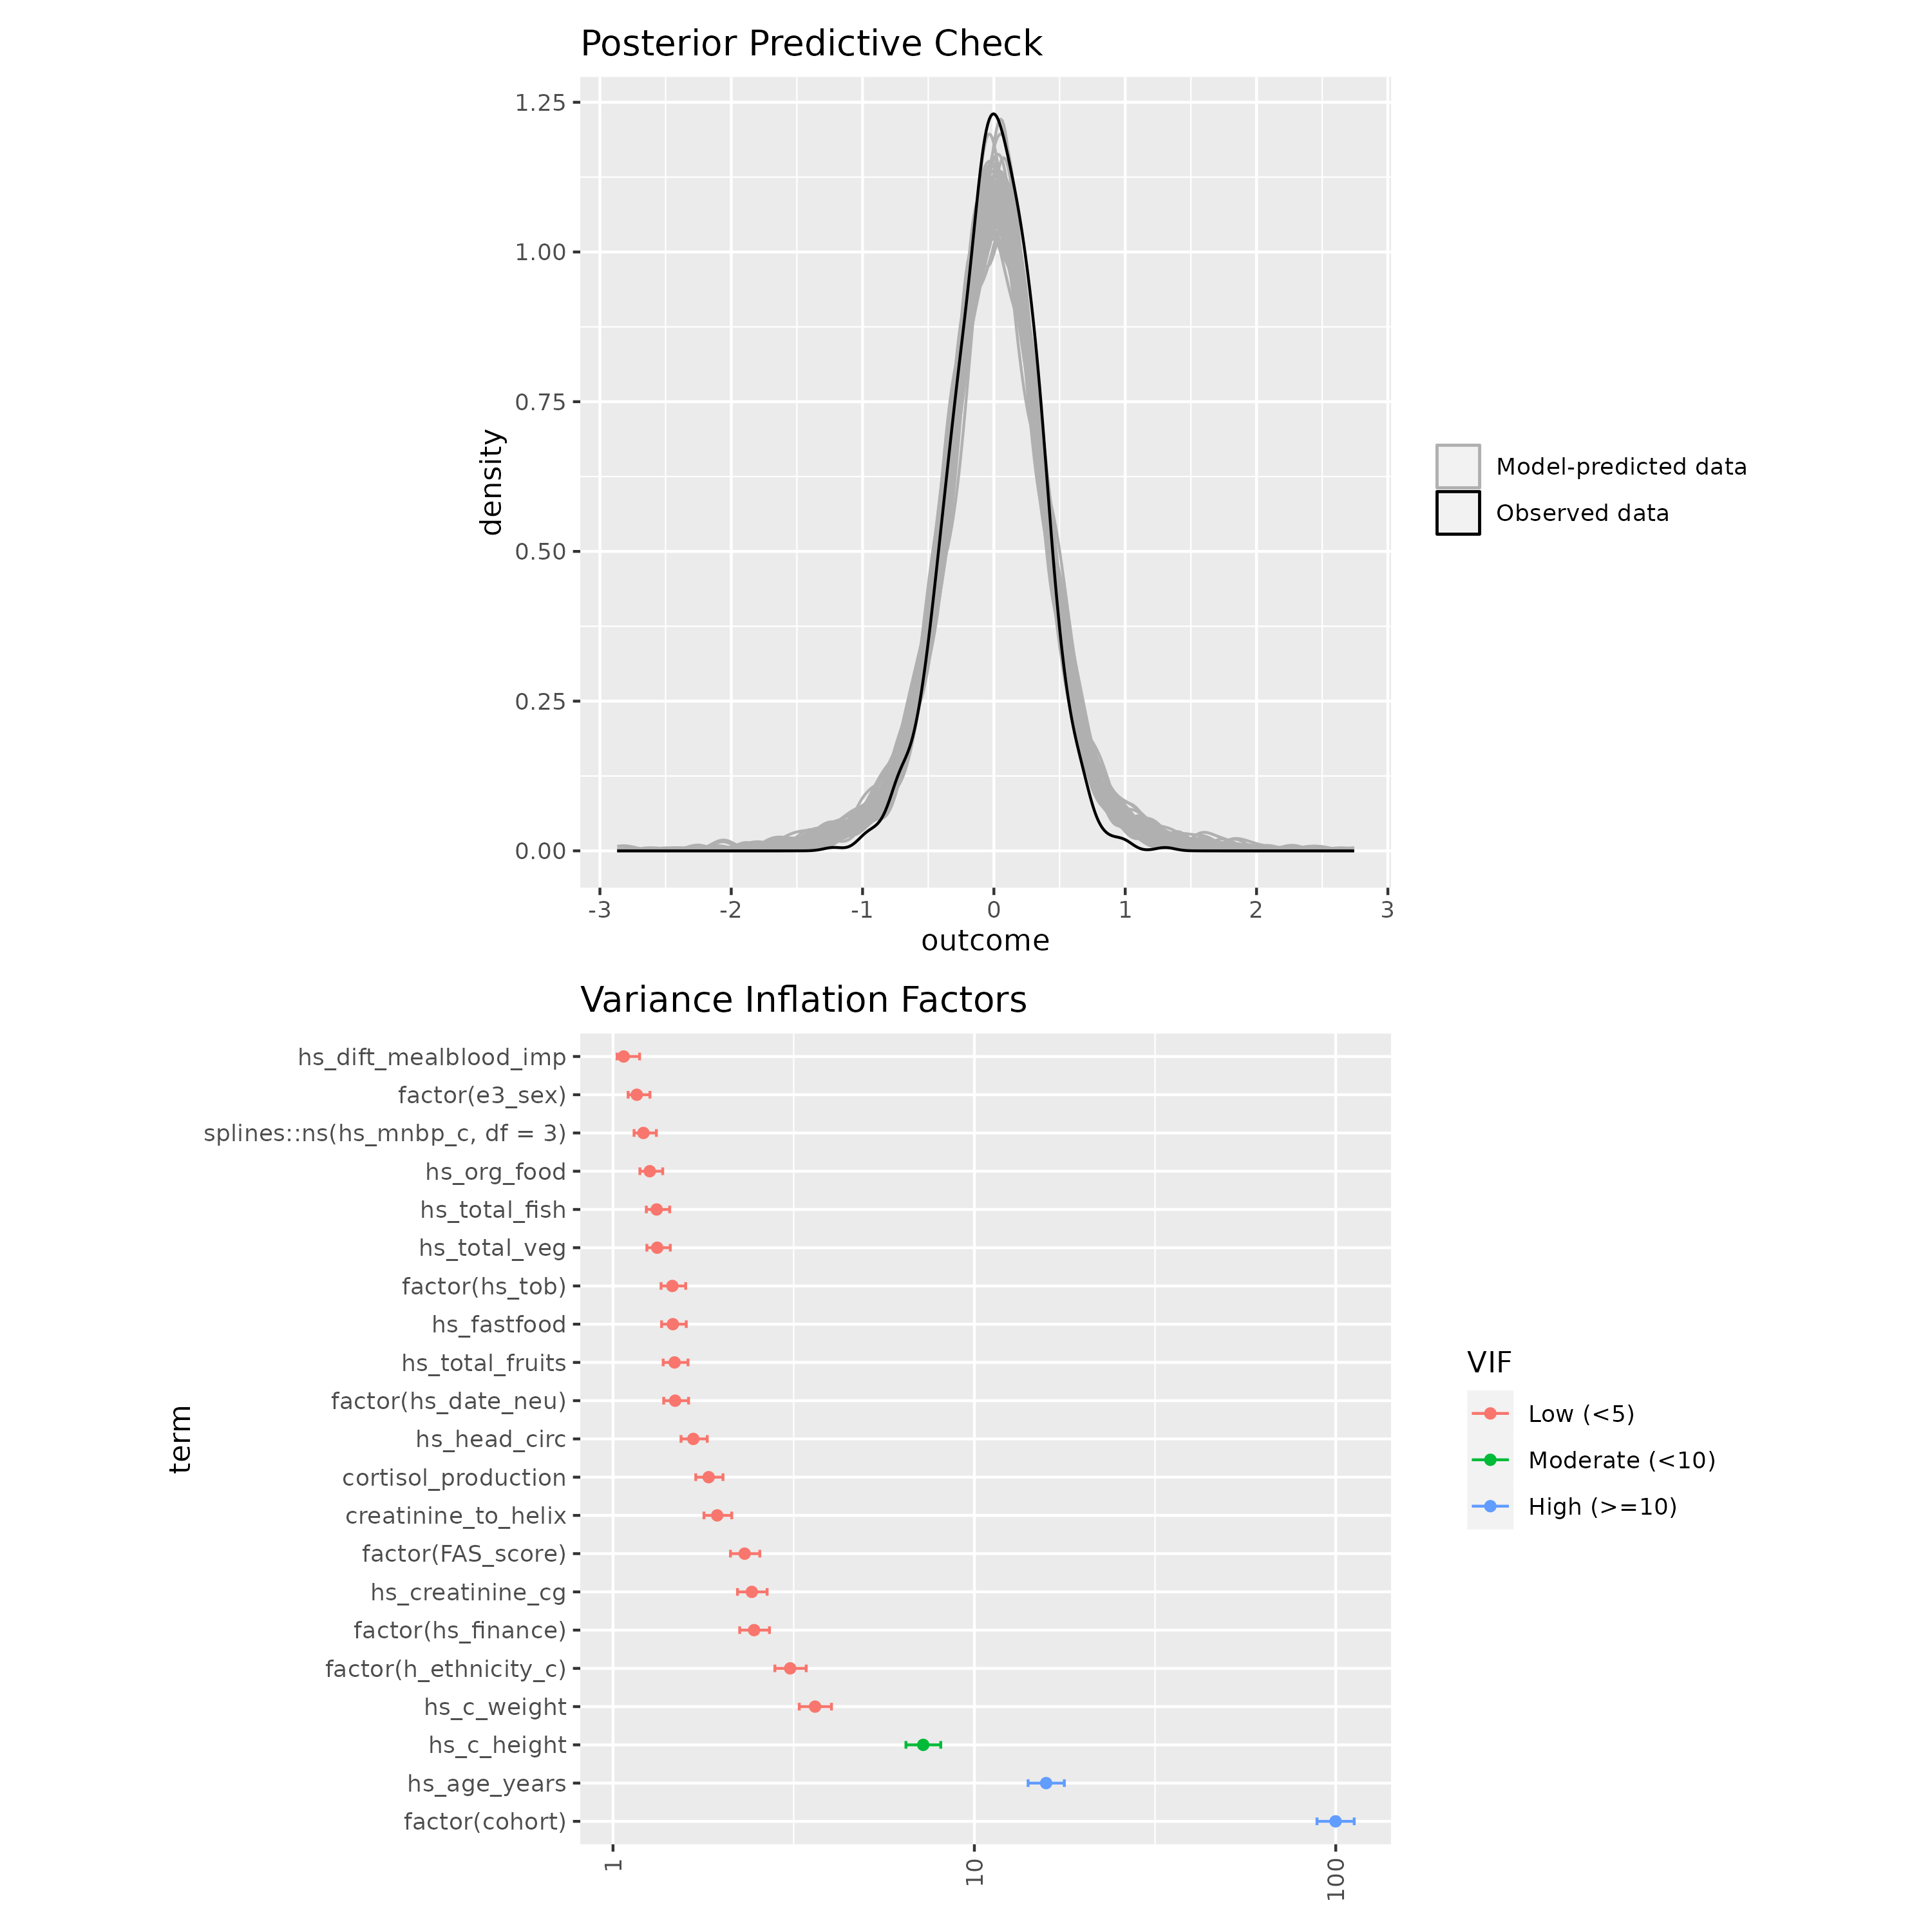 Posterior Predictive Check
1.25
1.00
0.75
0.50
0.25
0.00
density
-3 -2 -1 0 1 2 3
outcome
Model-predicted data
Observed data
Variance Inflation Factors
hs_dift_mealblood_imp
factor(e3_sex)
splines::ns(hs_mnbp_c, df = 3)
hs_org_food
hs_total_fish
hs_total_veg
factor(hs_tob)
hs_fastfood
hs_total_fruits
factor(hs_date_neu)
hs_head_circ
cortisol_production
creatinine_to_helix
factor(FAS_score)
hs_creatinine_cg
factor(hs_finance)
factor(h_ethnicity_c)
hs_c_weight
hs_c_height
hs_age_years
factor(cohort)
term
1 10 100
VIF
Low (<5)
Moderate (<10)
High (>=10)